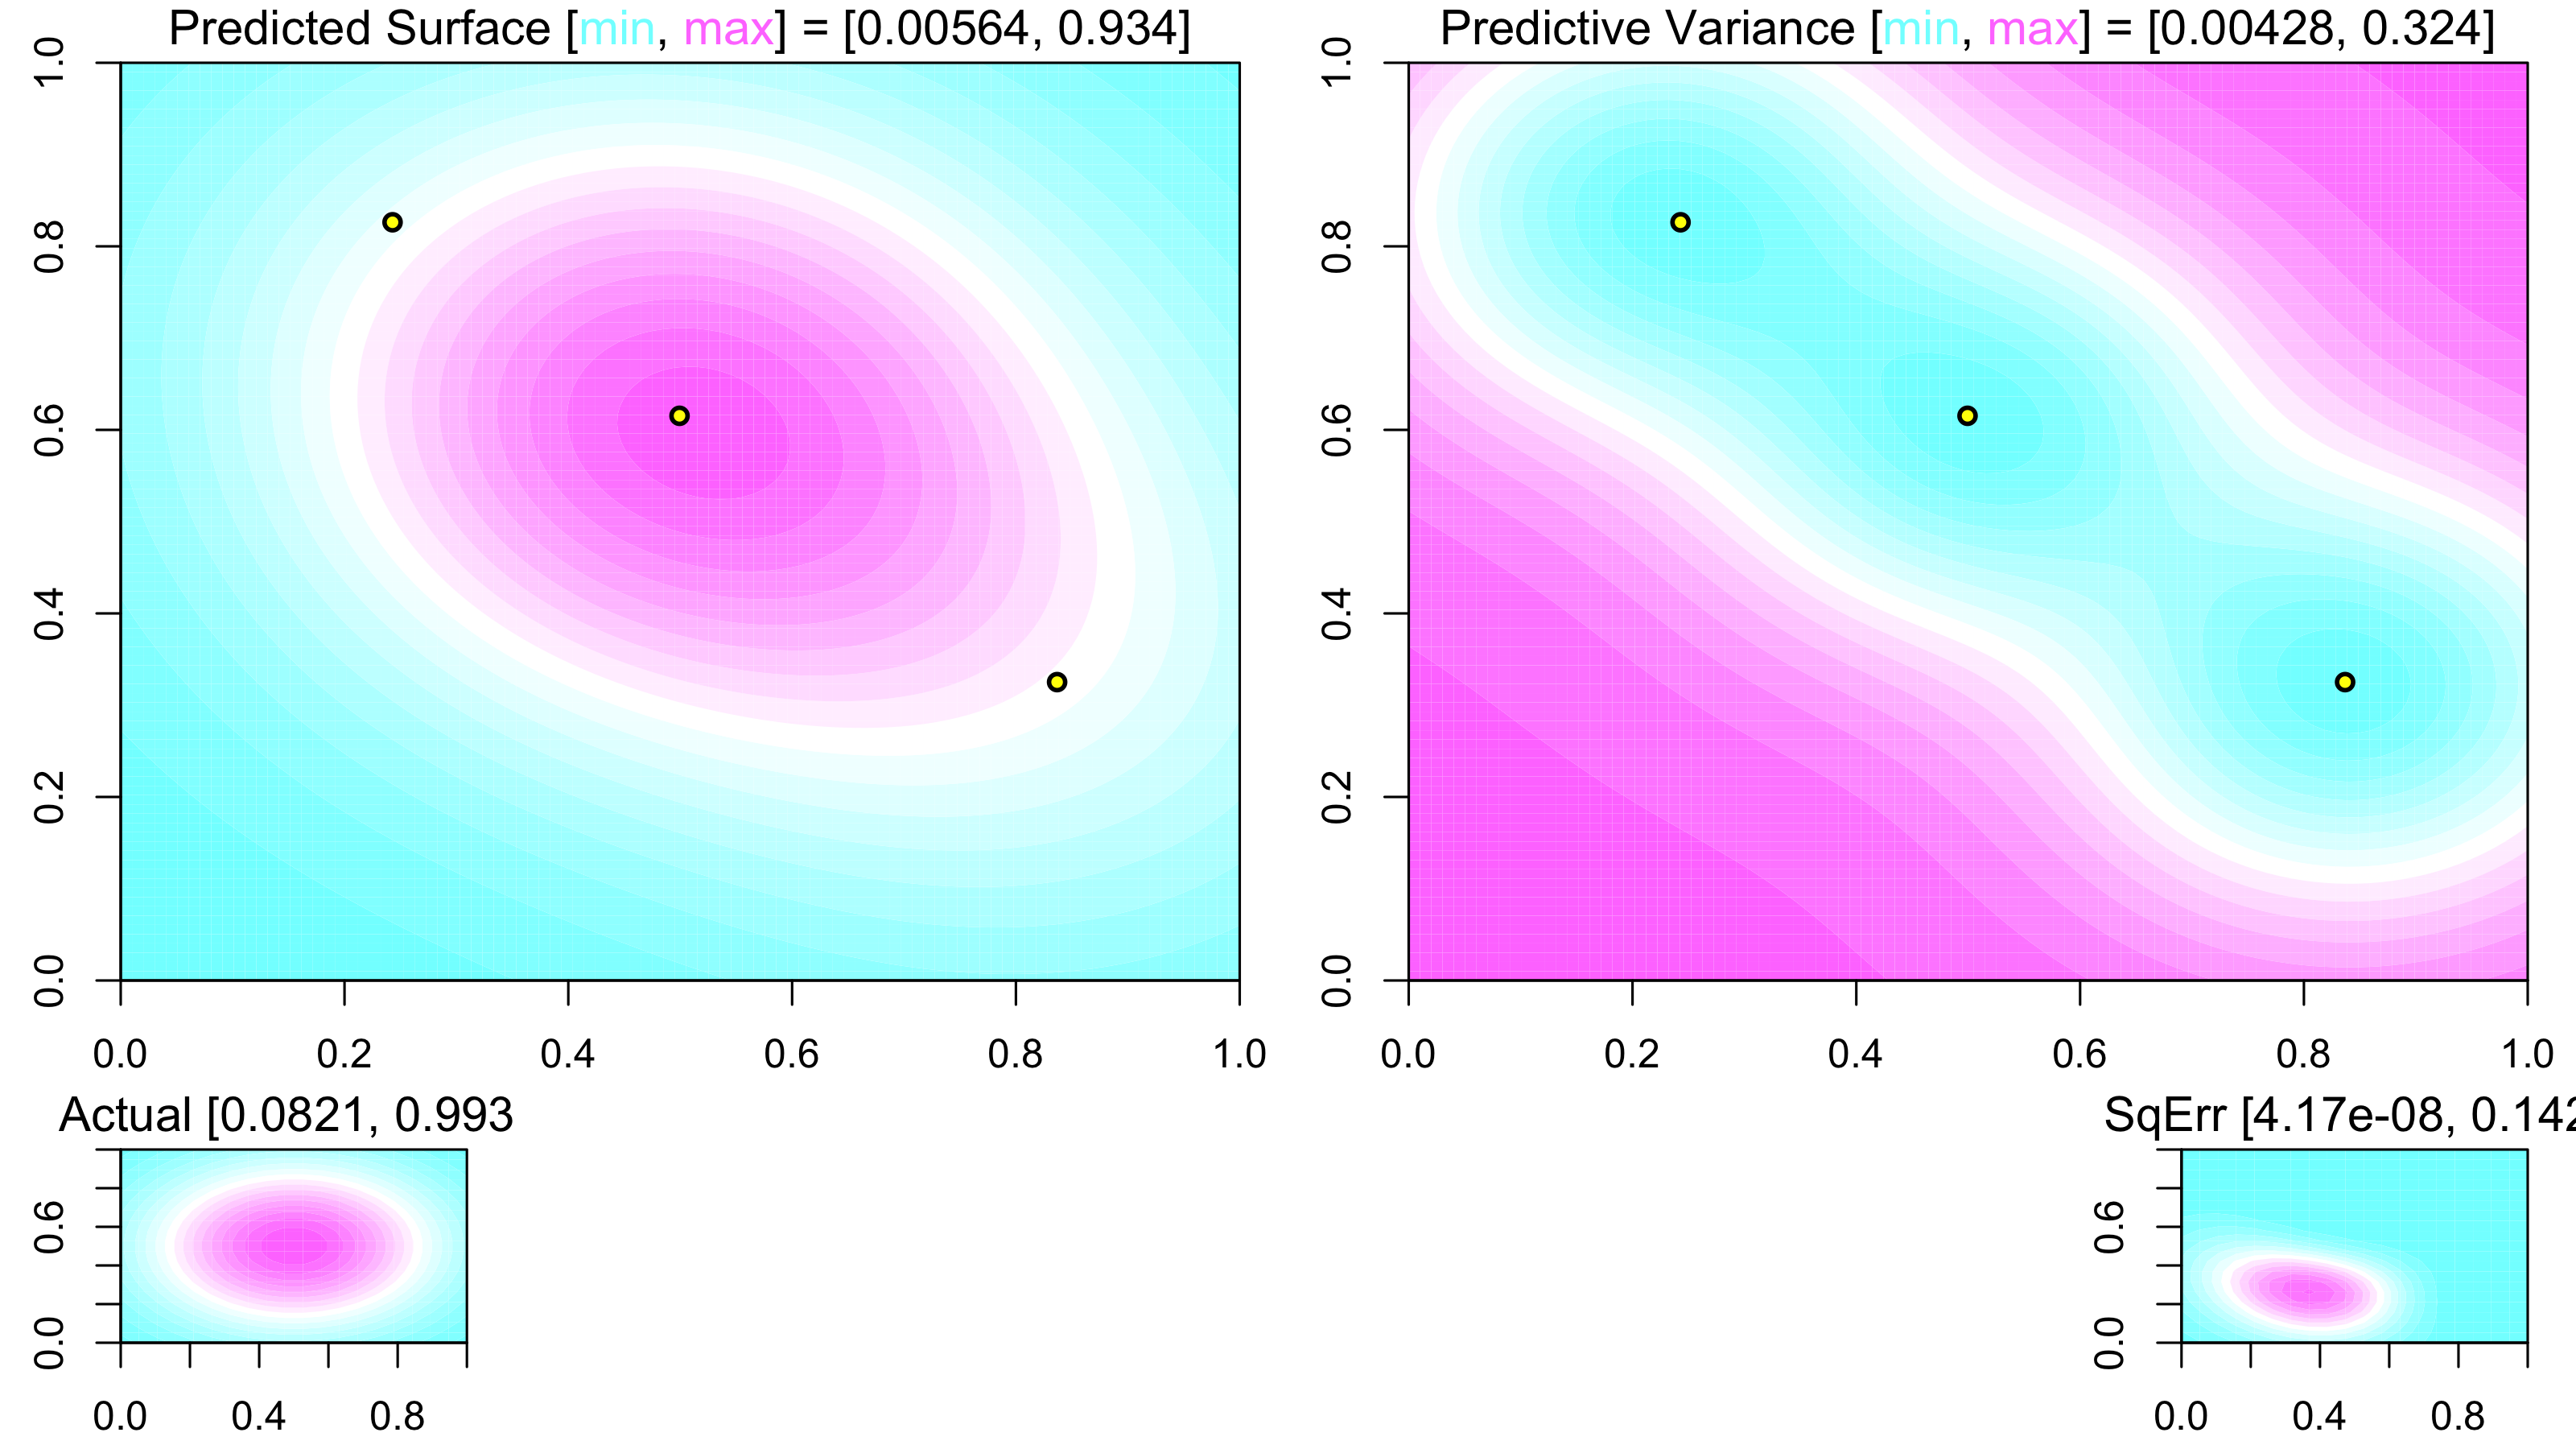 Predicted Surface [min, max] = [0.00564, 0.934]
1.0
0.8
0.6
0.4
0.2
0.0
0.0 0.2 0.4 0.6 0.8 1.0
Predictive Variance [min, max] = [0.00428, 0.324]
1.0
0.8
0.6
0.4
0.2
0.0
0.0 0.2 0.4 0.6 0.8 1.0
Actual [0.0821, 0.993
0.6
0.0
0.0 0.4 0.8
SqErr [4.17e-08, 0.142
0.6
0.0
0.0 0.4 0.8